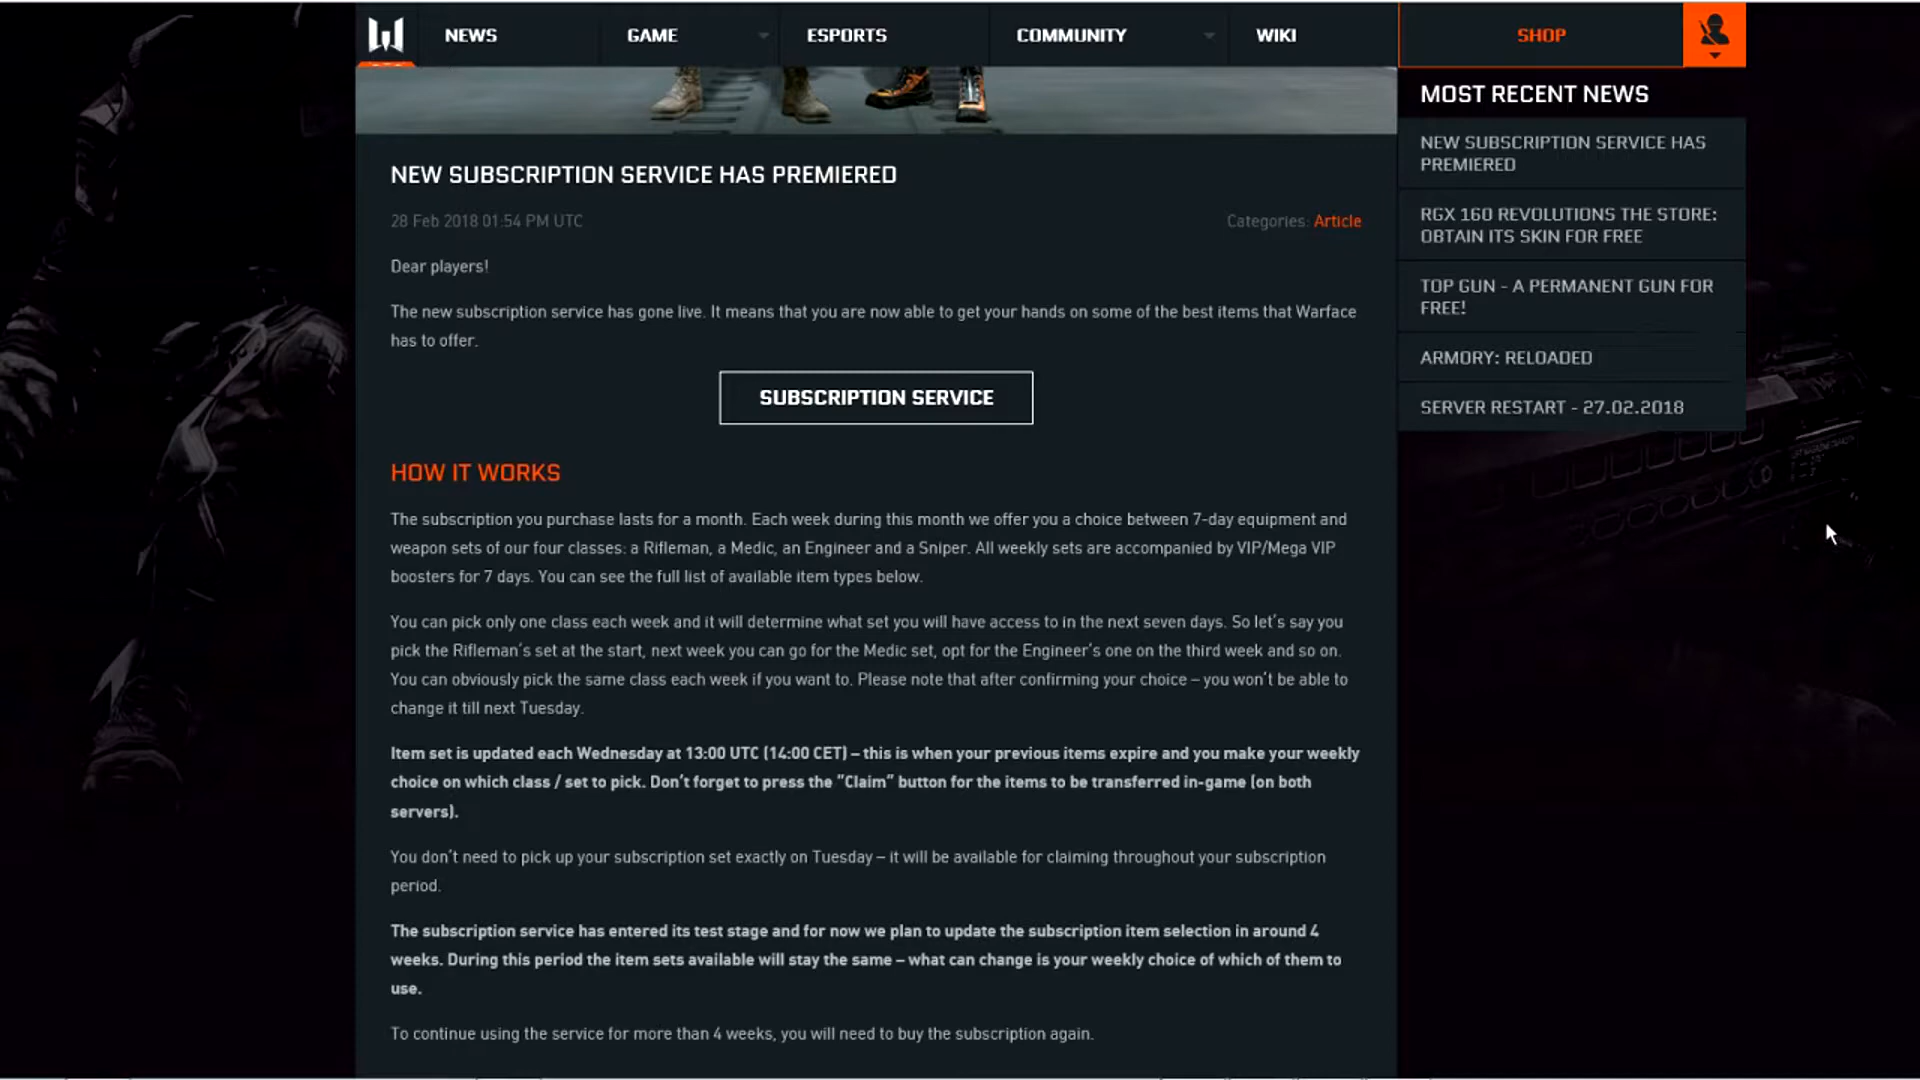 NEWS GAME ESPORTS COMMUNITY WIKI SHOP
NEW SUBSCRIPTION SERVICE HAS PREMIERED
28 Feb 2018 01:54 PM UTC
Categories: Article
Dear players!
The new subscription service has gone live. It means that you are now able to get your hands on some of the best items that Warface
has to offer.
SUBSCRIPTION SERVICE
HOW IT WORKS
The subscription you purchase lasts for a month. Each week during this month we offer you a choice between 7-day equipment and
weapon sets of our four classes: a Rifleman, a Medic, an Engineer and a Sniper. All weekly sets are accompanied by VIP/Mega VIP
boosters for 7 days. You can see the full list of available item types below.
You can pick only one class each week and it will determine what set you will have access to in the next seven days. So let's say you
pick the Rifleman's set at the start, next week you can go for the Medic set, opt for the Engineer's one on the third week and so on.
You can obviously pick the same class each week if you want to. Please note that after confirming your choice – you won't be able to
change it till next Tuesday.
Item set is updated each Wednesday at 13:00 UTC (14:00 CET) – this is when your previous items expire and you make your weekly
choice on which class / set to pick. Don't forget to press the "Claim" button for the items to be transferred in-game (on both
servers).
You don't need to pick up your subscription set exactly on Tuesday – it will be available for claiming throughout your subscription
period.
The subscription service has entered its test stage and for now we plan to update the subscription item selection in around 4
weeks. During this period the item sets available will stay the same – what can change is your weekly choice of which of them to
use.
To continue using the service for more than 4 weeks, you will need to buy the subscription again.
MOST RECENT NEWS
NEW SUBSCRIPTION SERVICE HAS
PREMIERED
RGX 160 REVOLUTIONS THE STORE:
OBTAIN ITS SKIN FOR FREE
TOP GUN - A PERMANENT GUN FOR
FREE!
ARMORY: RELOADED
SERVER RESTART - 27.02.2018